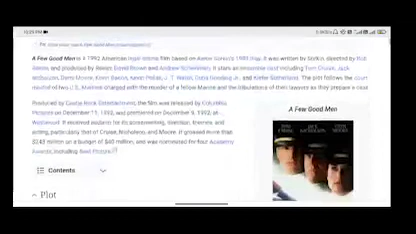 A Few Good Men is a 1992 American legal drama film based on Aaron Sorkin's 1989 play. It was written by Sorkin, directed by Rob
Reiner, and produced by Reiner, David Brown and Andrew Scheinman. It stars an ensemble cast including Tom Cruise, Jack
Nicholson, Demi Moore, Kevin Bacon, Kevin Pollak, J. T. Walsh, Cuba Gooding Jr., and Kiefer Sutherland. The plot follows the court
martial of two U.S. Marines charged with the murder of a fellow Marine and the tribulations of their lawyers as they prepare a case
Produced by Castle Rock Entertainment, the film was released by Columbia
Pictures on December 11, 1992, was premiered on December 9, 1992, at
Westwood. It received acclaim for its screenwriting, direction, themes, and
acting, particularly that of Cruise, Nicholson, and Moore. It grossed more than
$243 million on a budget of $40 million, and was nominated for four Academy
Awards, including Best Picture.
A Few Good Men
Contents
Plot